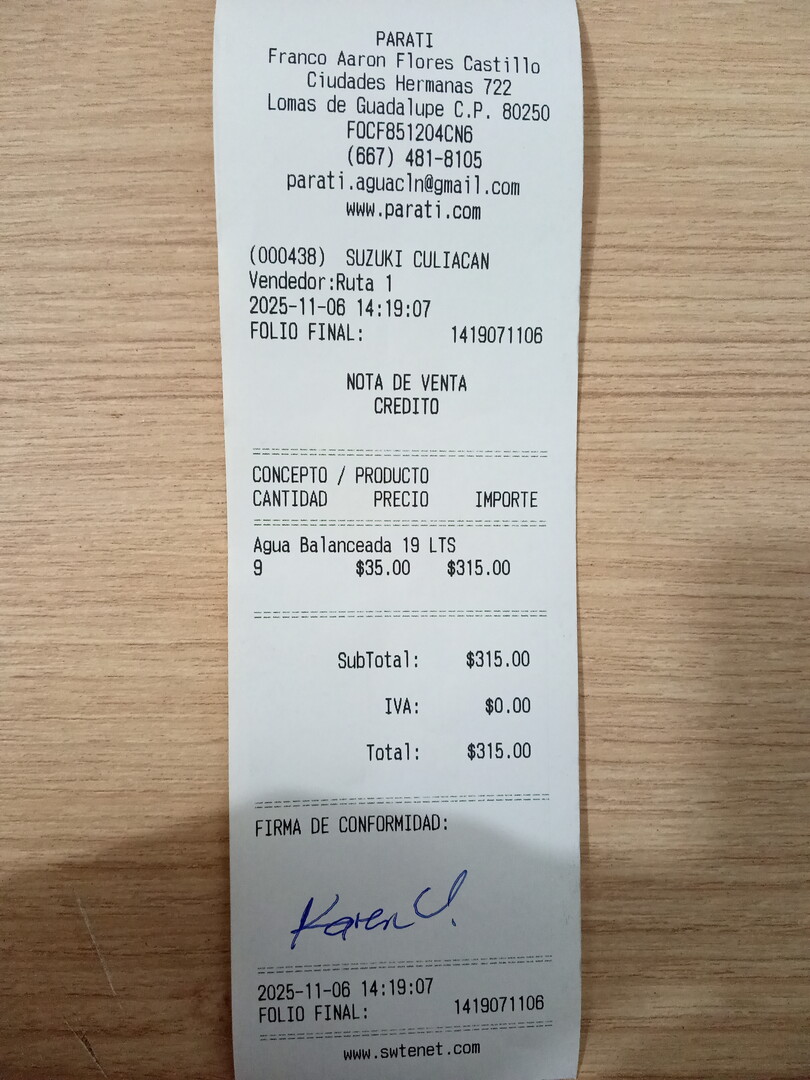 PARATI
Franco Aaron Flores Castillo
Ciudades Hermanas 722
Lomas de Guadalupe C.P. 80250
FOCF851204CN6
(667) 481-8105
parati.aguacln@gmail.com
www.parati.com
(000438) SUZUKI CULIACAN
Vendedor:Ruta 1
2025-11-06 14:19:07
FOLIO FINAL: 1419071106
NOTA DE VENTA
CREDITO
CONCEPTO / PRODUCTO
CANTIDAD PRECIO IMPORTE
Agua Balanceada 19 LTS
9 $35.00 $315.00
SubTotal: $315.00
IVA: $0.00
Total: $315.00
FIRMA DE CONFORMIDAD:
Karen U.
2025-11-06 14:19:07
FOLIO FINAL: 1419071106
www.swtenet.com